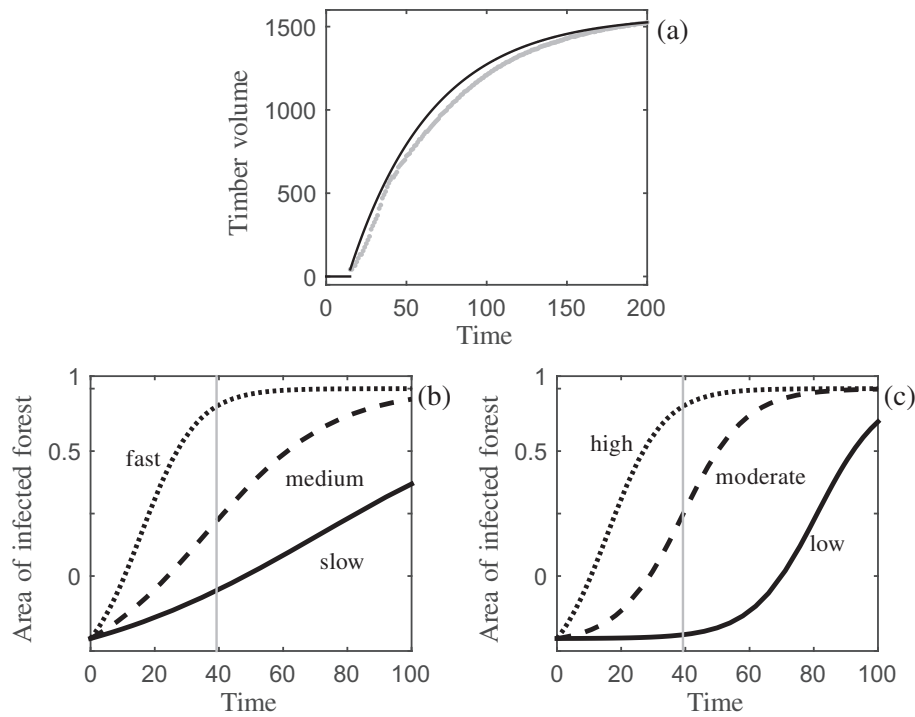 (a)
Timber volume
1500
1000
500
0
0 50 100 150 200
Time
(b)
Area of infected forest
1
0.5
0
fast
medium
slow
0 20 40 60 80 100
Time
(c)
Area of infected forest
1
0.5
0
high
moderate
low
0 20 40 60 80 100
Time